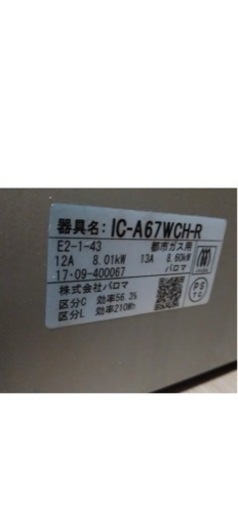 器具名: IC-A67WCH-R
E2-1-43 都市ガス用
12A 8.01kW 13A 8.60kW
17·09-400067 パロマ
株式会社パロマ
区分C 効率56.3%
区分L 効率210Wh
PS
TG